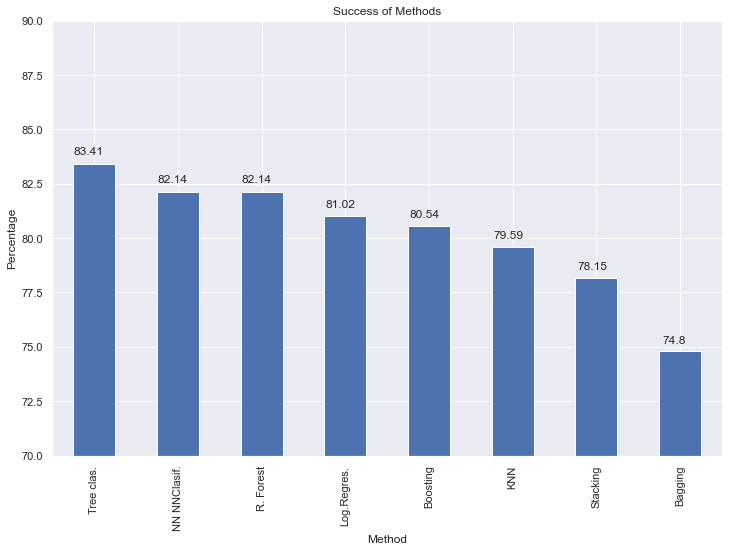 Success of Methods
90.0
87.5
85.0
82.5
80.0
77.5
75.0
72.5
70.0
Percentage
83.41
82.14
82.14
81.02
80.54
79.59
78.15
74.8
Tree clas.
NN NNClasif.
R. Forest
Log.Regres.
Boosting
KNN
Stacking
Bagging
Method